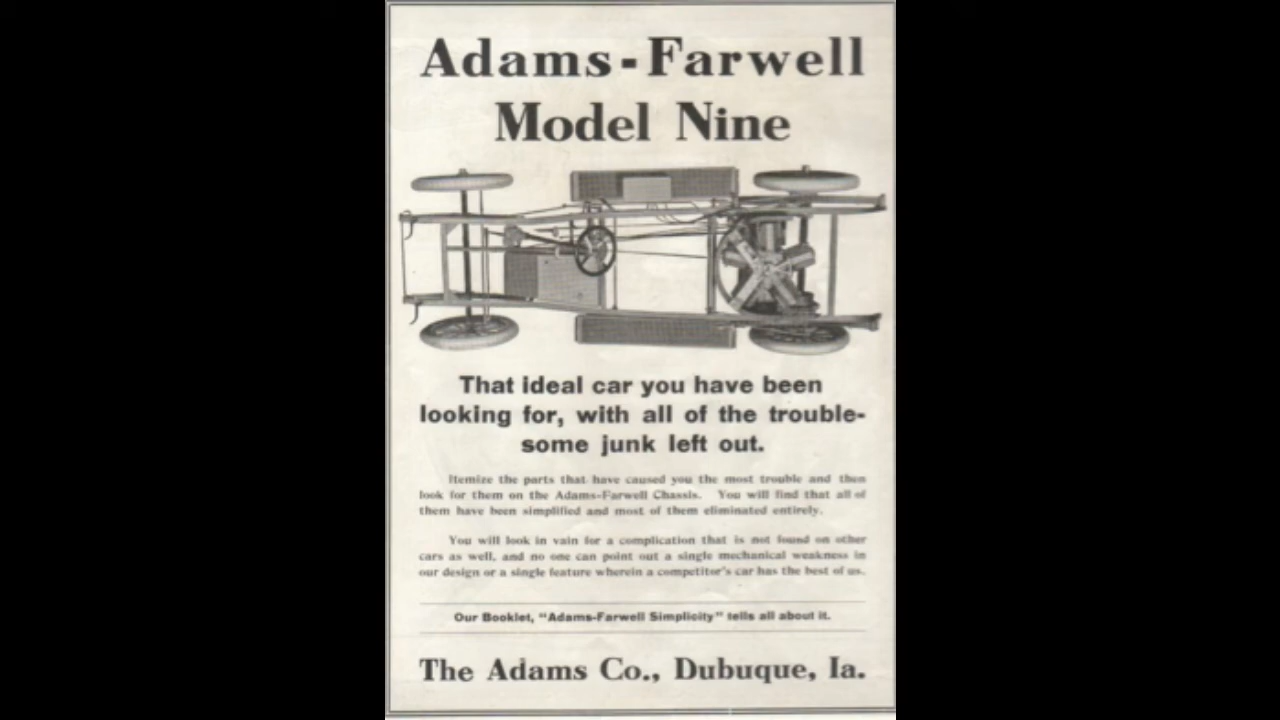 Adams-Farwell
Model Nine
That ideal car you have been
looking for, with all of the trouble-
some junk left out.
Itemize the parts that have caused you the most trouble and then
look for them on the Adams-Farwell Chassis. You will find that all of
them have been simplified and most of them eliminated entirely.
You will look in vain for a complication that is not found on other
cars as well, and no one can point out a single mechanical weakness in
our design or a single feature wherein a competitor's car has the best of us.
Our Booklet, "Adams-Farwell Simplicity" tells all about it.
The Adams Co., Dubuque, Ia.